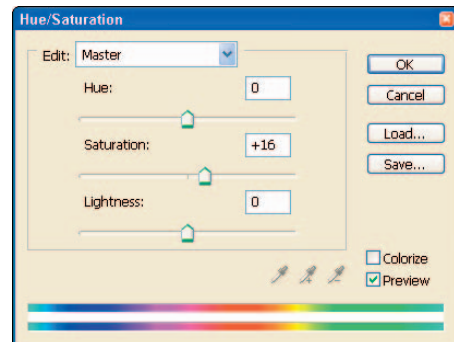 Hue/Saturation
Edit: Master
Hue: 0
Saturation: +16
Lightness: 0
OK
Cancel
Load...
Save...
Colorize
Preview